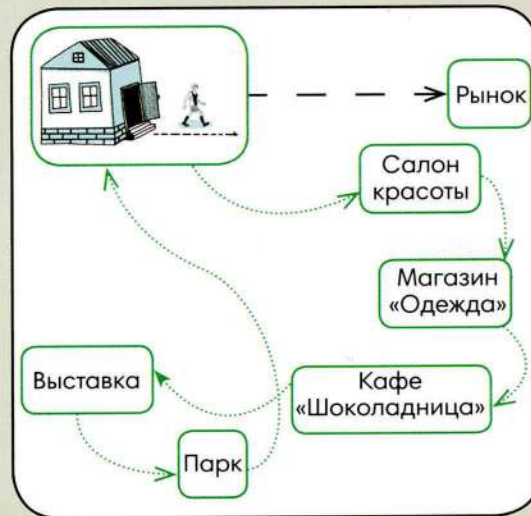 Рынок
Салон
красоты
Магазин
«Одежда»
Кафе
«Шоколадница»
Выставка
Парк